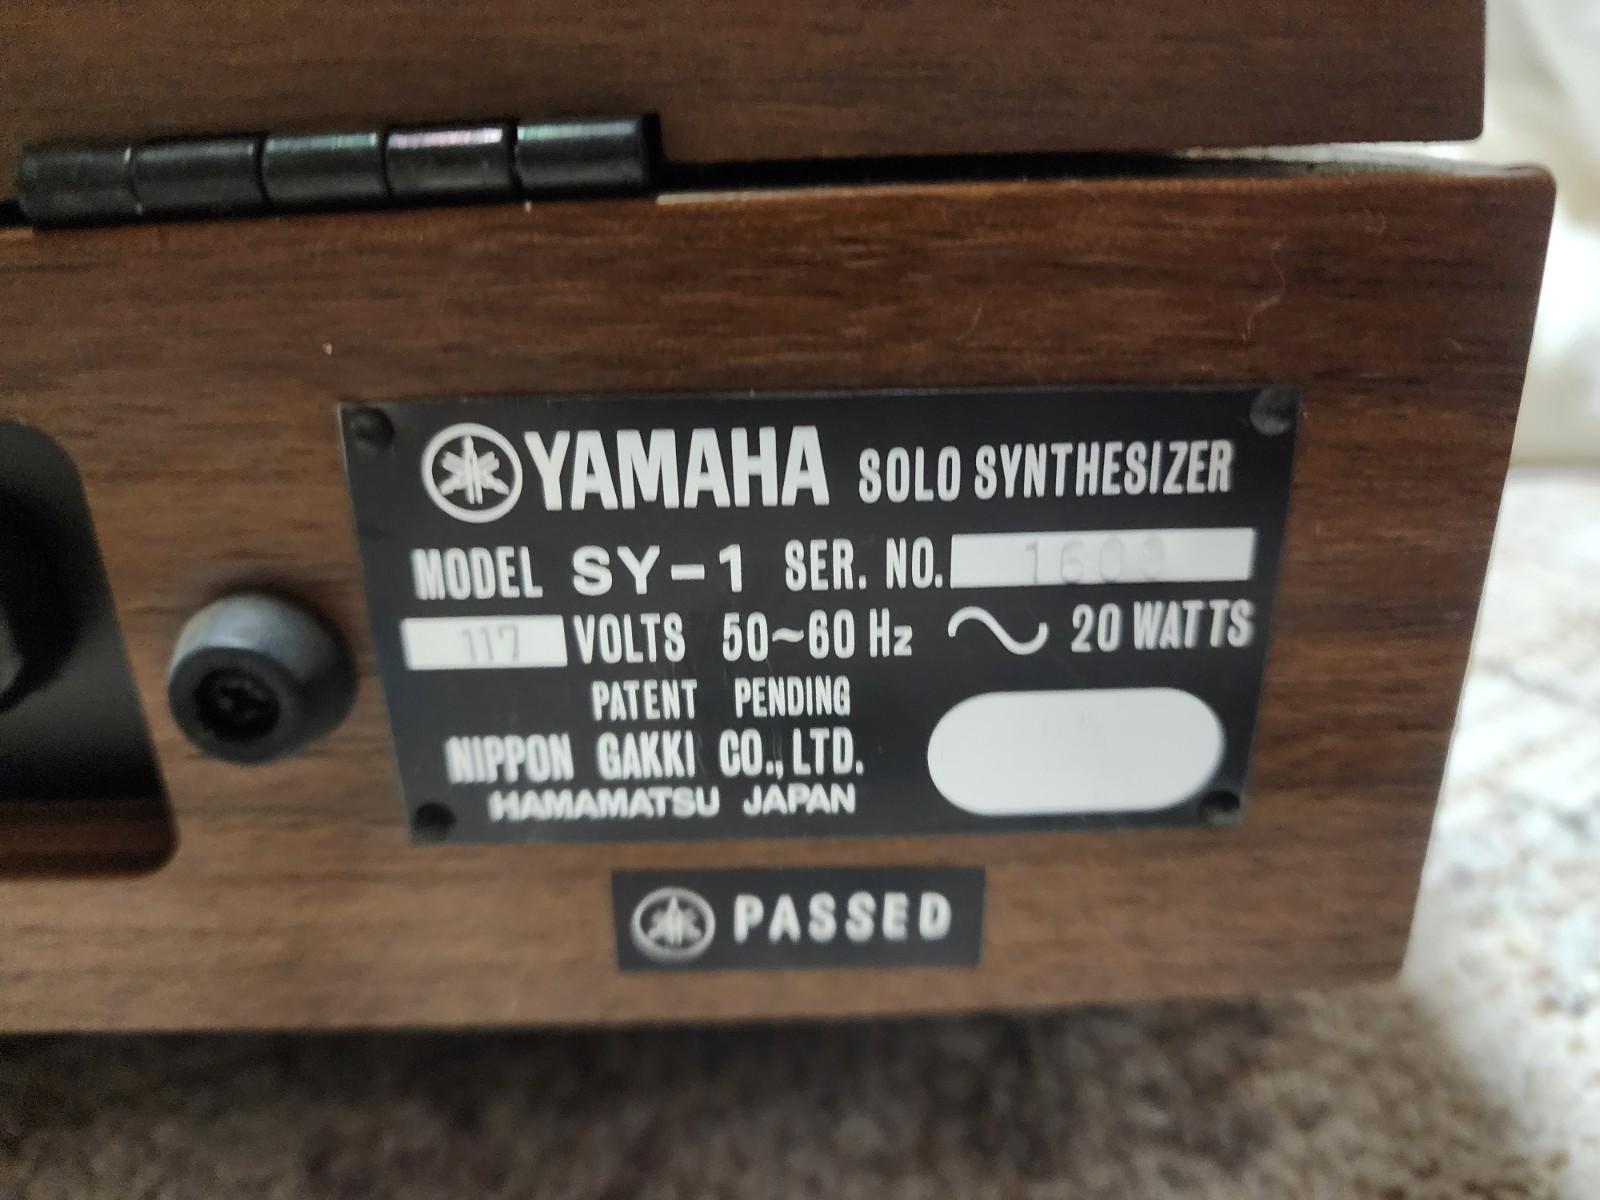 YAMAHA SOLO SYNTHESIZER
MODEL SY-1 SER. NO. 1609
117 VOLTS 50~60 Hz ~ 20 WATTS
PATENT PENDING
NIPPON GAKKI CO., LTD.
HAMAMATSU JAPAN
PASSED